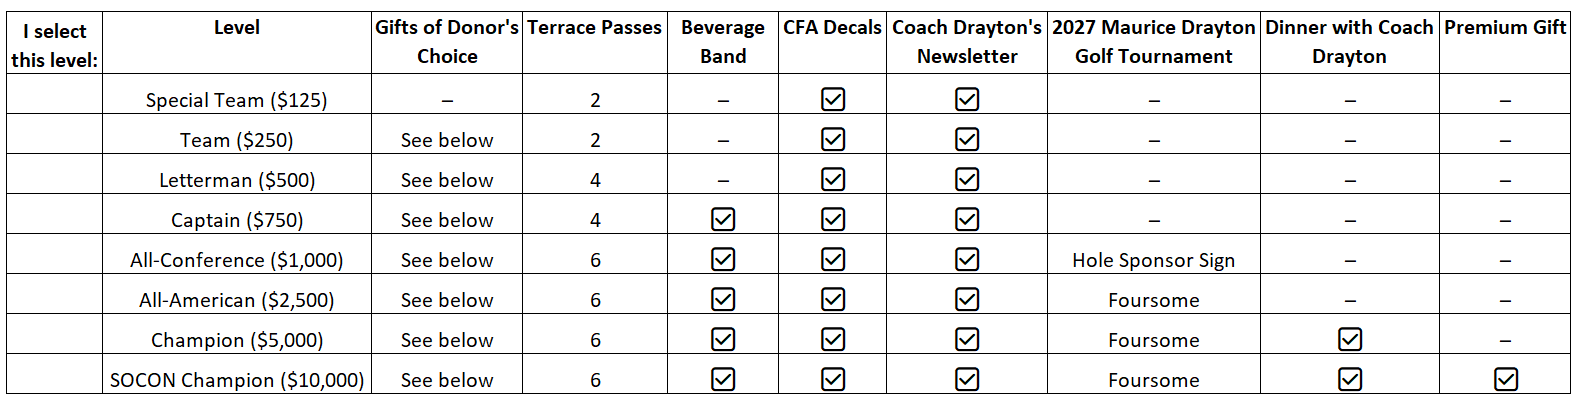 I select this level: Level Gifts of Donor's Choice Terrace Passes Beverage Band CFA Decals Coach Drayton's Newsletter 2027 Maurice Drayton Golf Tournament Dinner with Coach Drayton Premium Gift
Special Team ($125) – 2 – ☑ ☑ – – –
Team ($250) See below 2 – ☑ ☑ – – –
Letterman ($500) See below 4 – ☑ ☑ – – –
Captain ($750) See below 4 ☑ ☑ ☑ – – –
All-Conference ($1,000) See below 6 ☑ ☑ ☑ Hole Sponsor Sign – –
All-American ($2,500) See below 6 ☑ ☑ ☑ Foursome – –
Champion ($5,000) See below 6 ☑ ☑ ☑ Foursome ☑ –
SOCON Champion ($10,000) See below 6 ☑ ☑ ☑ Foursome ☑ ☑